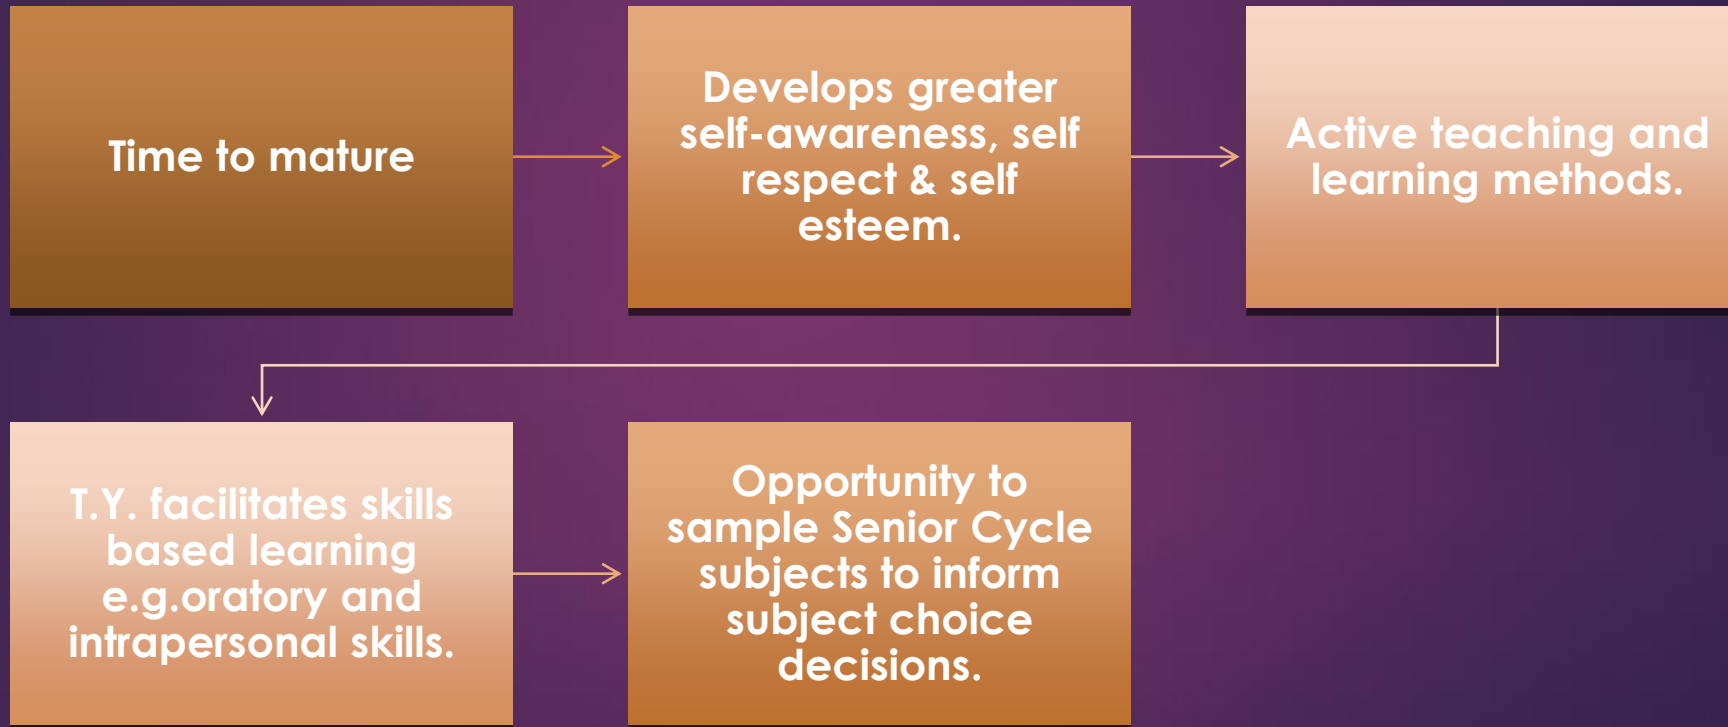 Time to mature
Develops greater
self-awareness, self
respect & self
esteem.
Active teaching and
learning methods.
T.Y. facilitates skills
based learning
e.g.oratory and
intrapersonal skills.
Opportunity to
sample Senior Cycle
subjects to inform
subject choice
decisions.